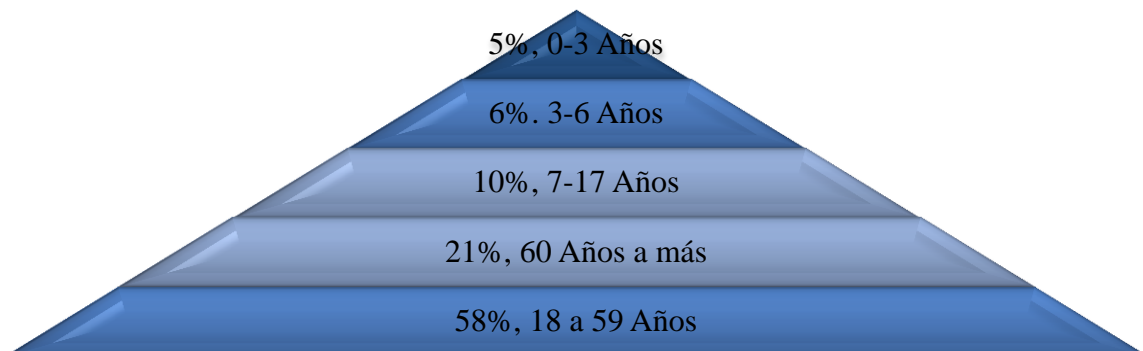 5%, 0-3 Años
6%. 3-6 Años
10%, 7-17 Años
21%, 60 Años a más
58%, 18 a 59 Años